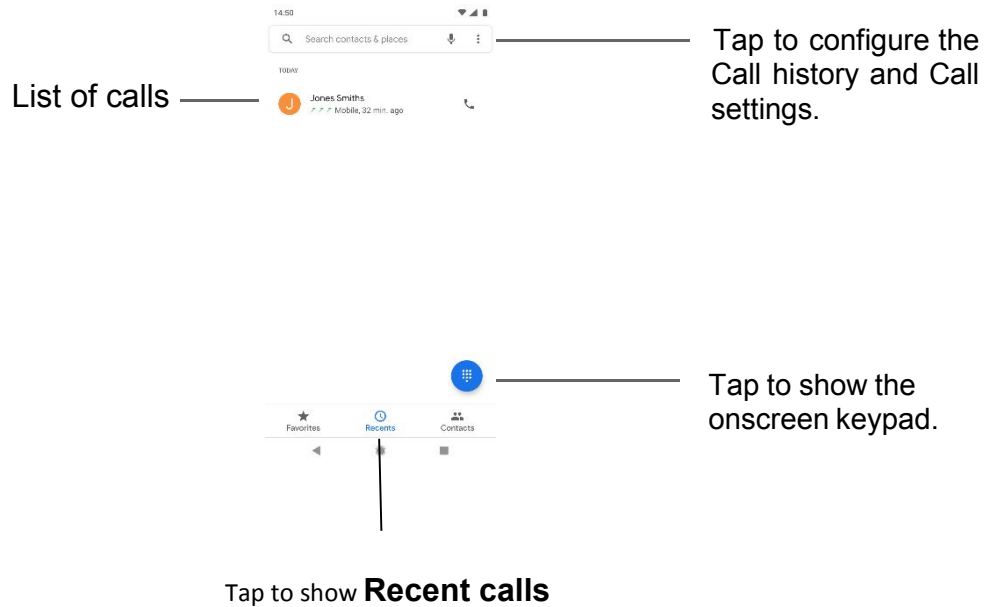 14:50
Search contacts & places
Tap to configure the
Call history and Call
settings.
TODAY
List of calls
J
Jones Smiths
Mobile, 32 min. ago
Tap to show the
onscreen keypad.
Favorites Recents Contacts
Tap to show Recent calls